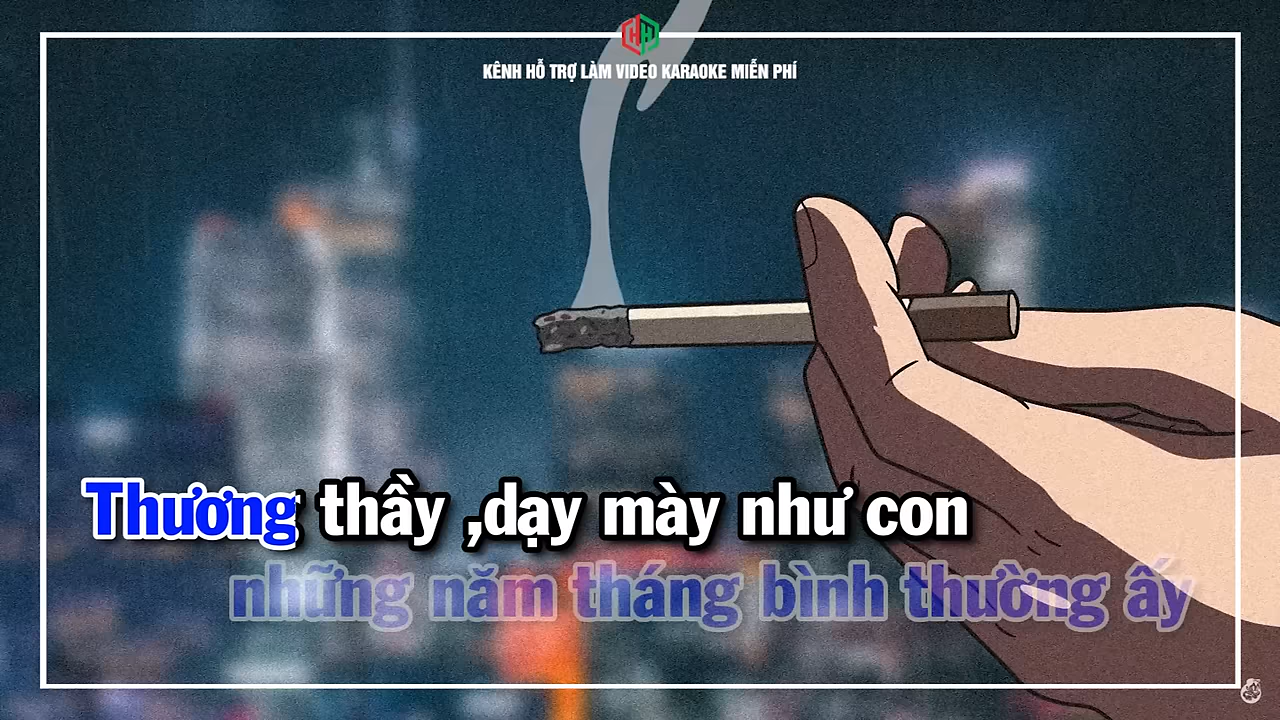 KÊNH HỖ TRỢ LÀM VIDEO KARAOKE MIỄN PHÍ
Thương thầy ,dạy mày như con
những năm tháng bình thường ấy